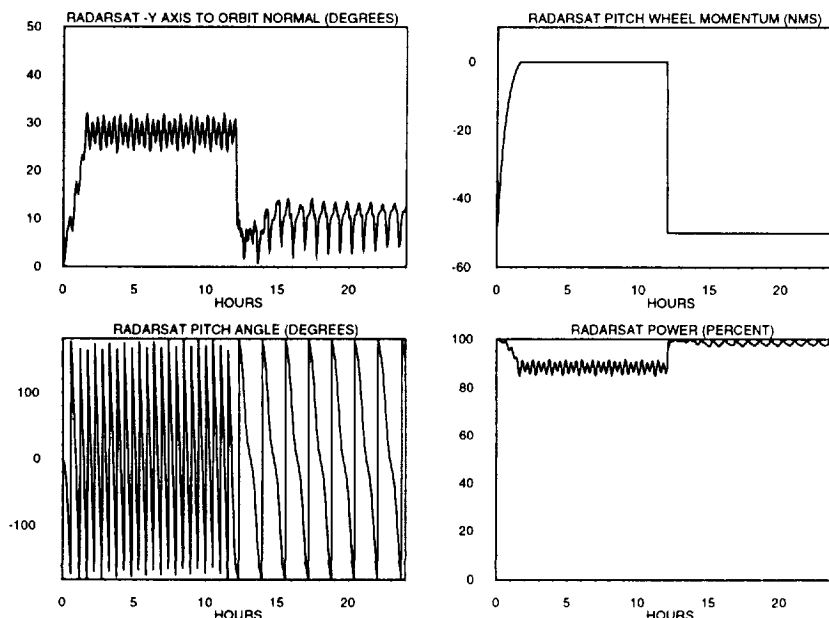 RADARSAT -Y AXIS TO ORBIT NORMAL (DEGREES)
50
40
30
20
10
0
0 5 10 15 20
HOURS
RADARSAT PITCH WHEEL MOMENTUM (NMS)
0
-20
-40
-60
0 5 10 15 20
HOURS
RADARSAT PITCH ANGLE (DEGREES)
100
0
-100
0 5 10 15 20
HOURS
RADARSAT POWER (PERCENT)
100
80
60
40
20
0
0 5 10 15 20
HOURS